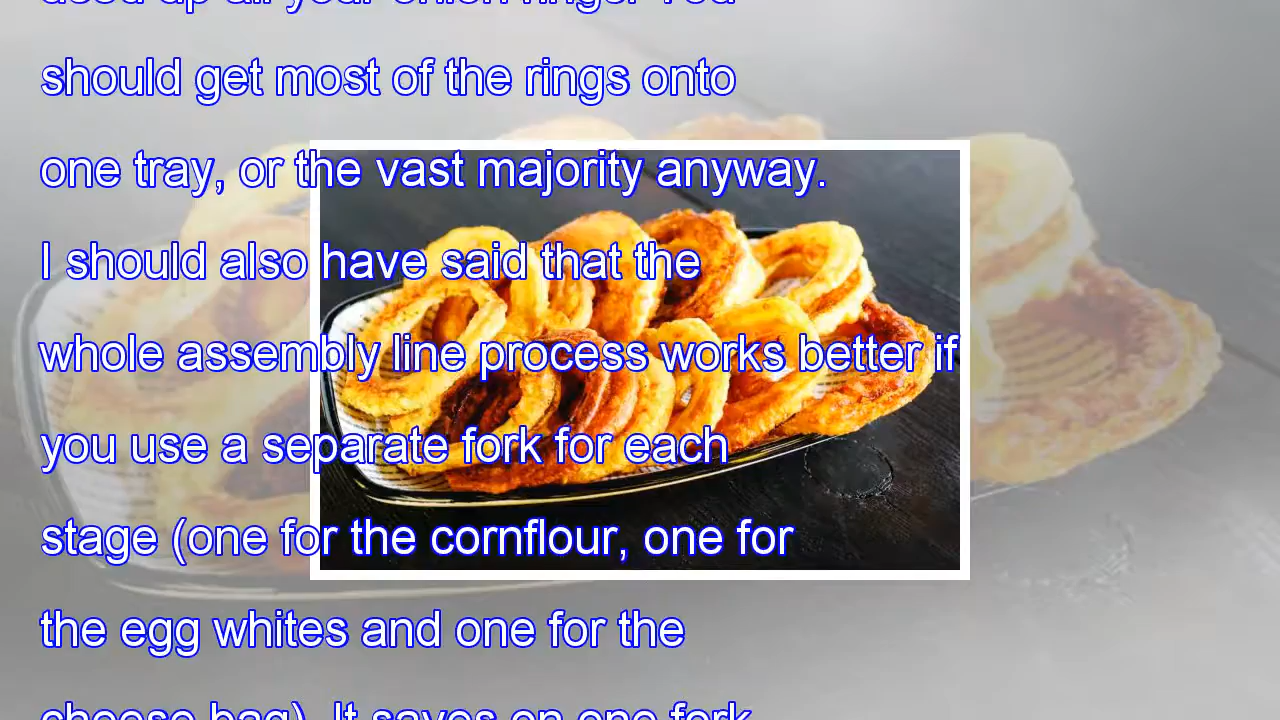 used up all your onion rings. You
should get most of the rings onto
one tray, or the vast majority anyway.
I should also have said that the
whole assembly line process works better if
you use a separate fork for each
stage (one for the cornflour, one for
the egg whites and one for the
cheese bag). It saves on one fork